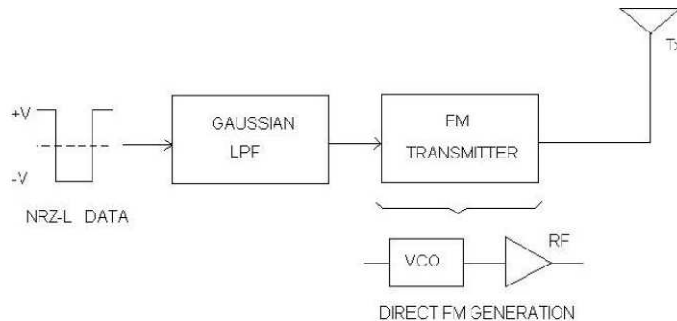 Tx
+V
-V
NRZ-L DATA
GAUSSIAN
LPF
FM
TRANSMITTER
VCO
RF
DIRECT FM GENERATION